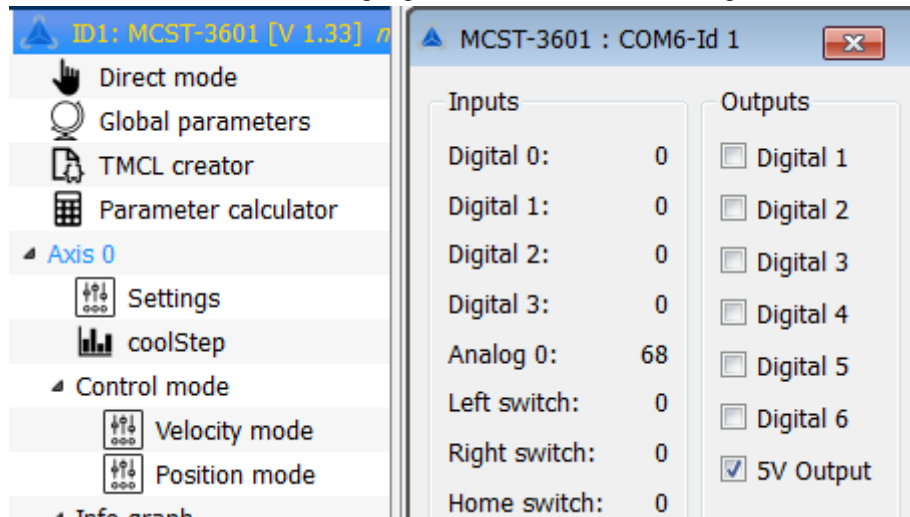 ID1: MCST-3601 [V 1.33]
Direct mode
Global parameters
TMCL creator
Parameter calculator
Axis 0
Settings
coolStep
Control mode
Velocity mode
Position mode
Info graph
MCST-3601 : COM6-Id 1
Inputs
Digital 0: 0
Digital 1: 0
Digital 2: 0
Digital 3: 0
Analog 0: 68
Left switch: 0
Right switch: 0
Home switch: 0
Outputs
Digital 1
Digital 2
Digital 3
Digital 4
Digital 5
Digital 6
5V Output